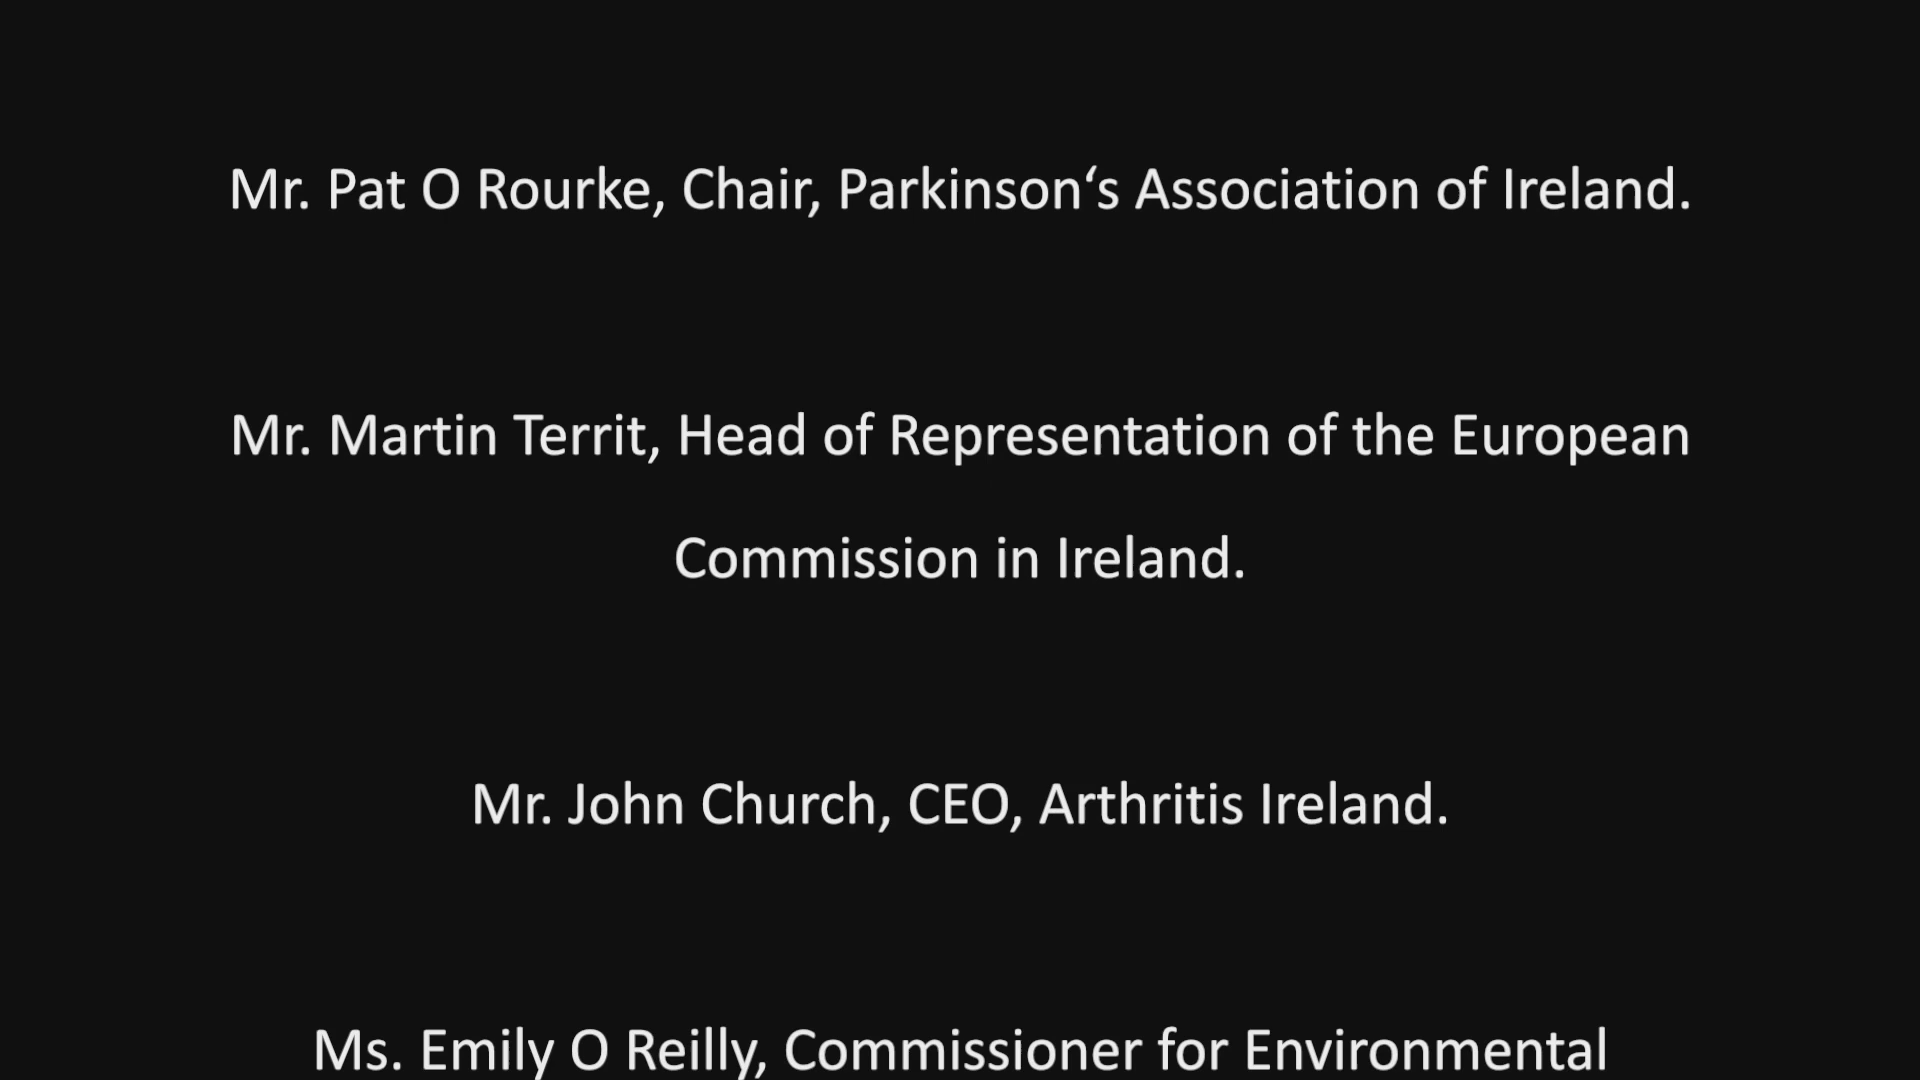 Mr. Pat O Rourke, Chair, Parkinson‘s Association of Ireland.
Mr. Martin Territ, Head of Representation of the European
Commission in Ireland.
Mr. John Church, CEO, Arthritis Ireland.
Ms. Emily O Reilly, Commissioner for Environmental